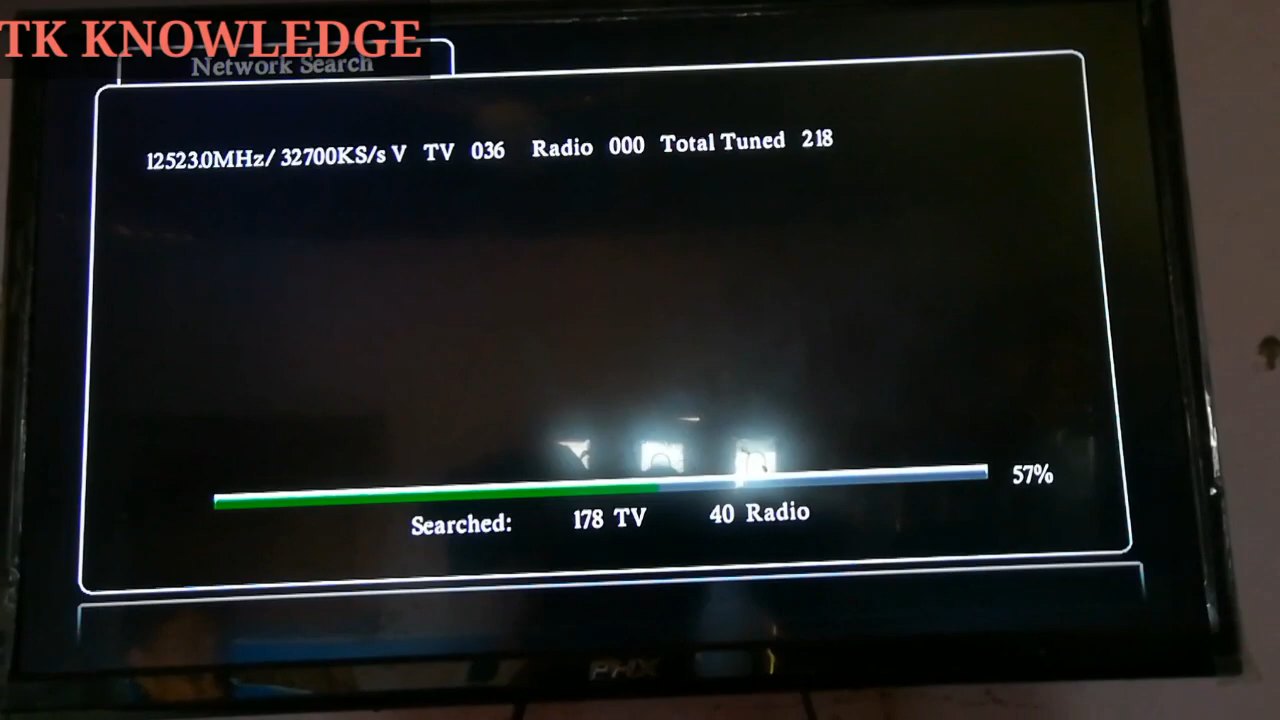 TK KNOWLEDGE
Network Search
12523.0MHz/ 32700KS/s V TV 036 Radio 000 Total Tuned 218
57%
Searched: 178 TV 40 Radio
PHX